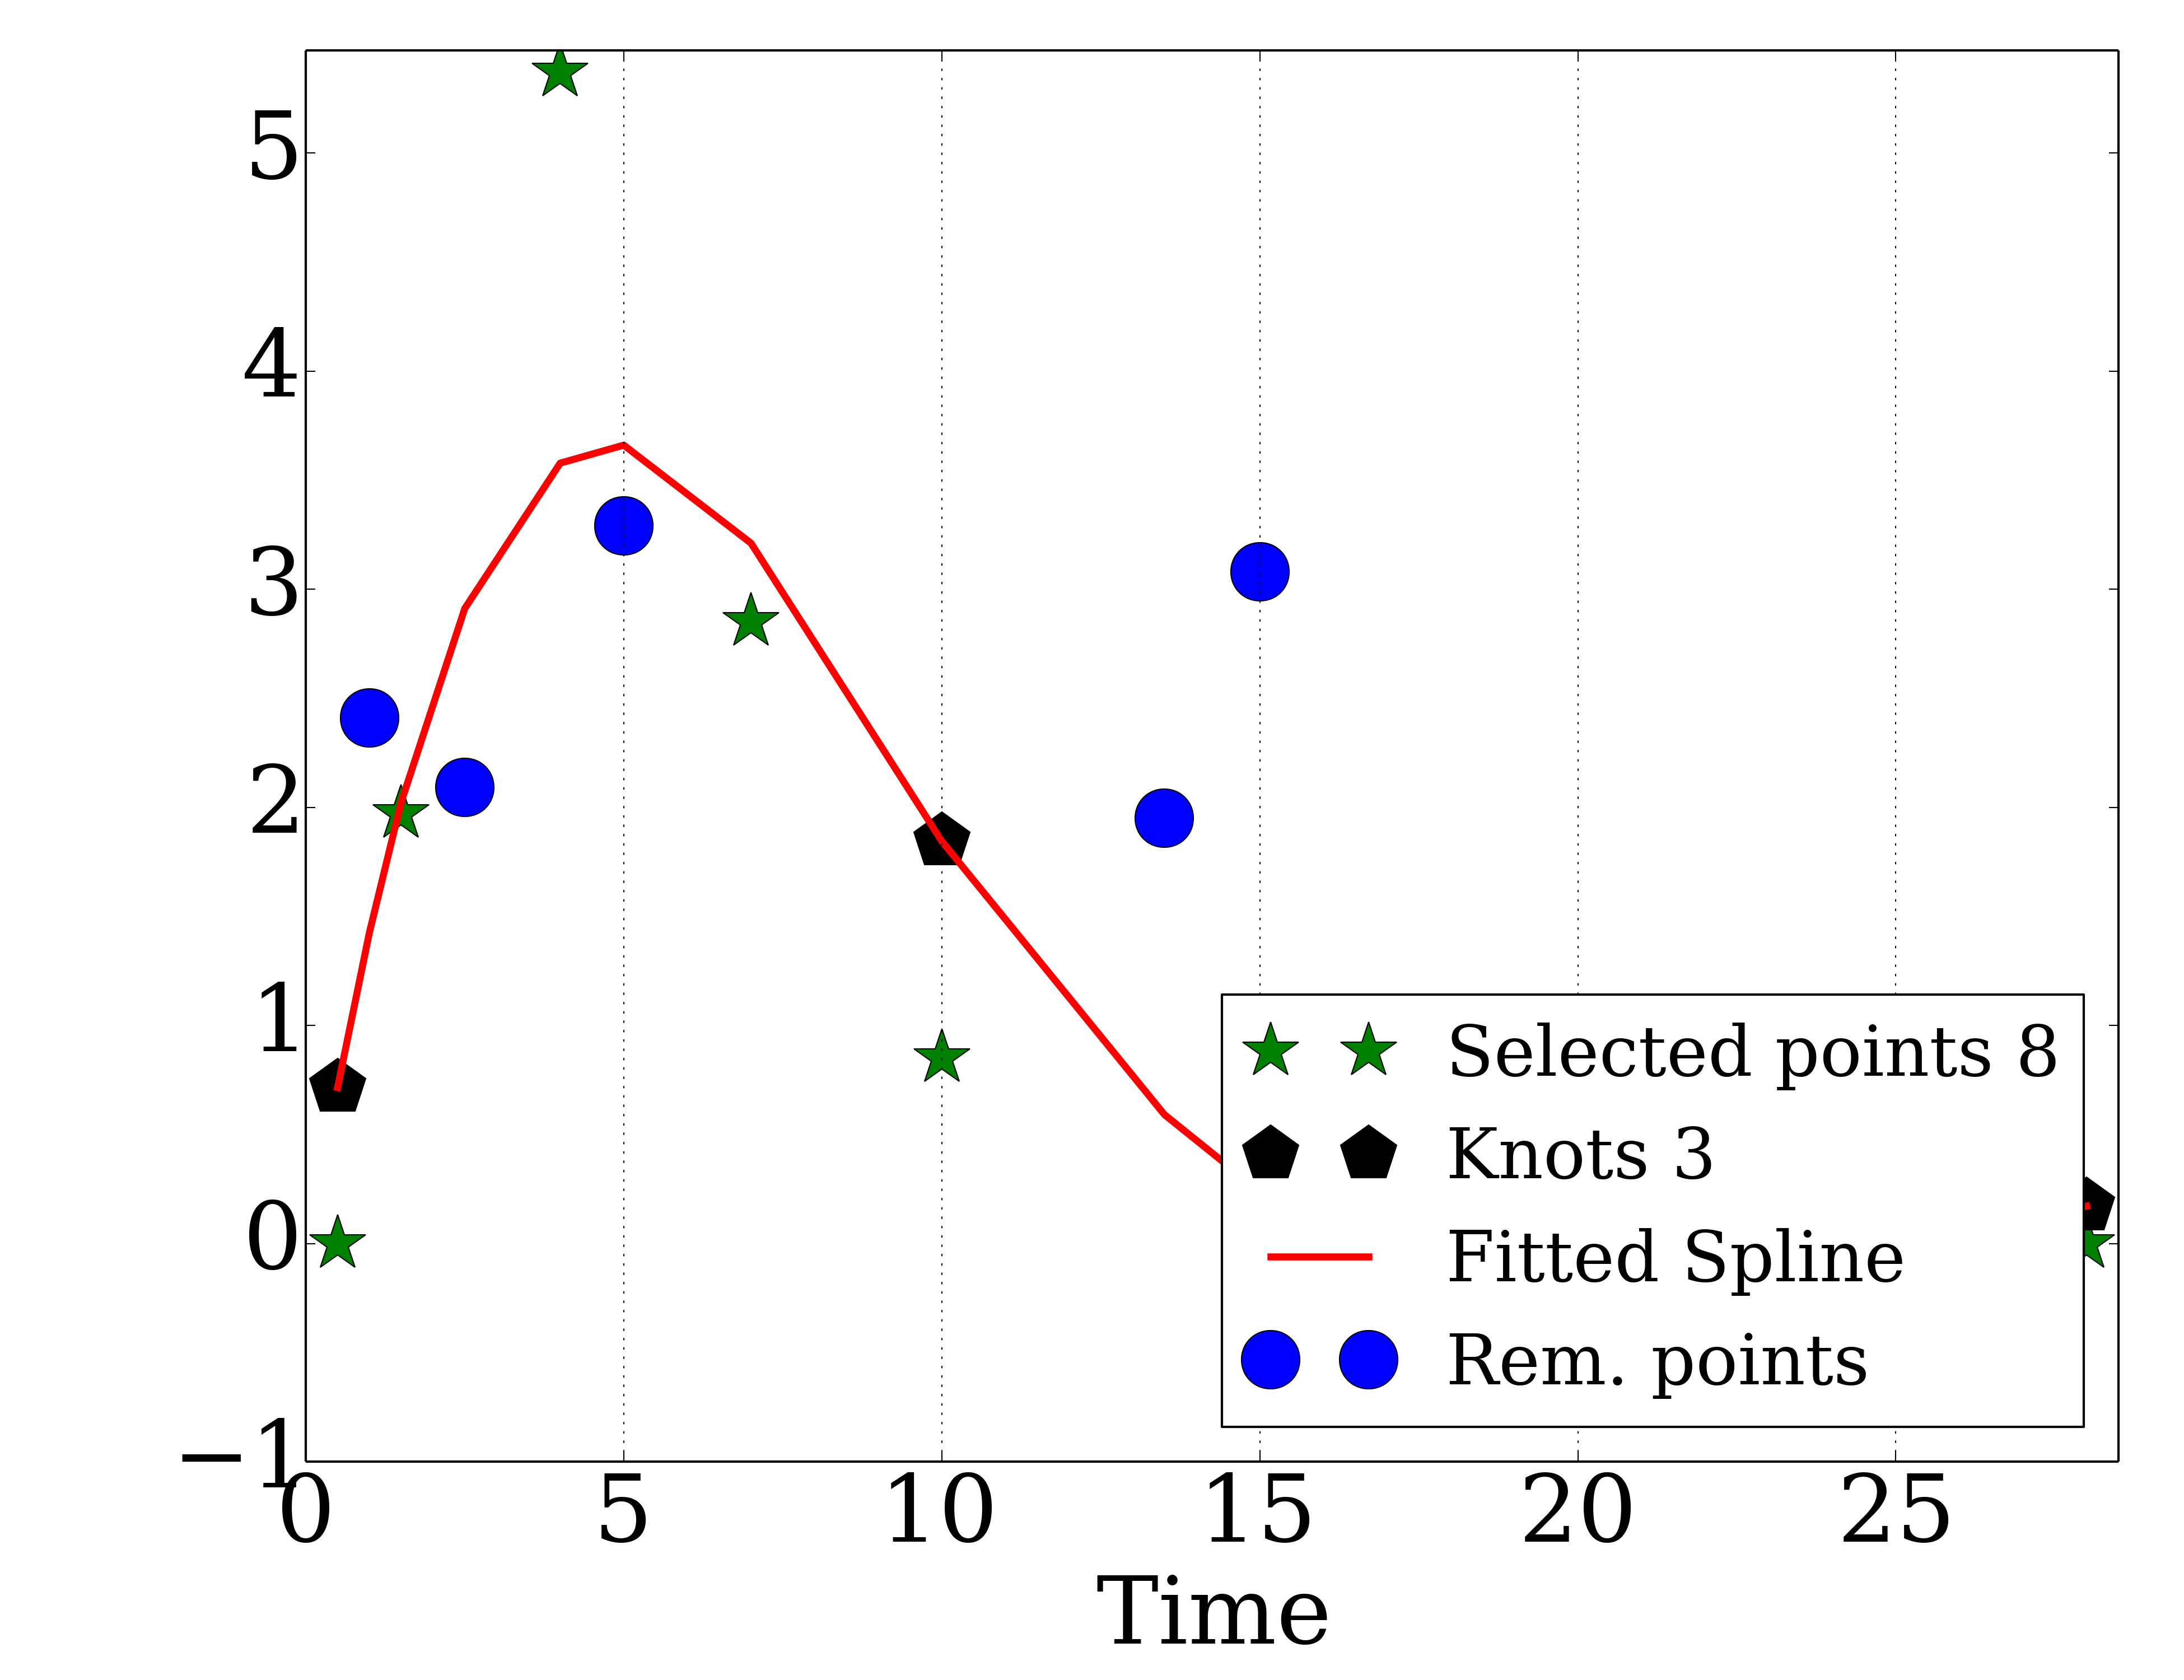 5
4
3
2
1
0
−1
0 5 10 15 20 25
Time
Selected points 8
Knots 3
Fitted Spline
Rem. points